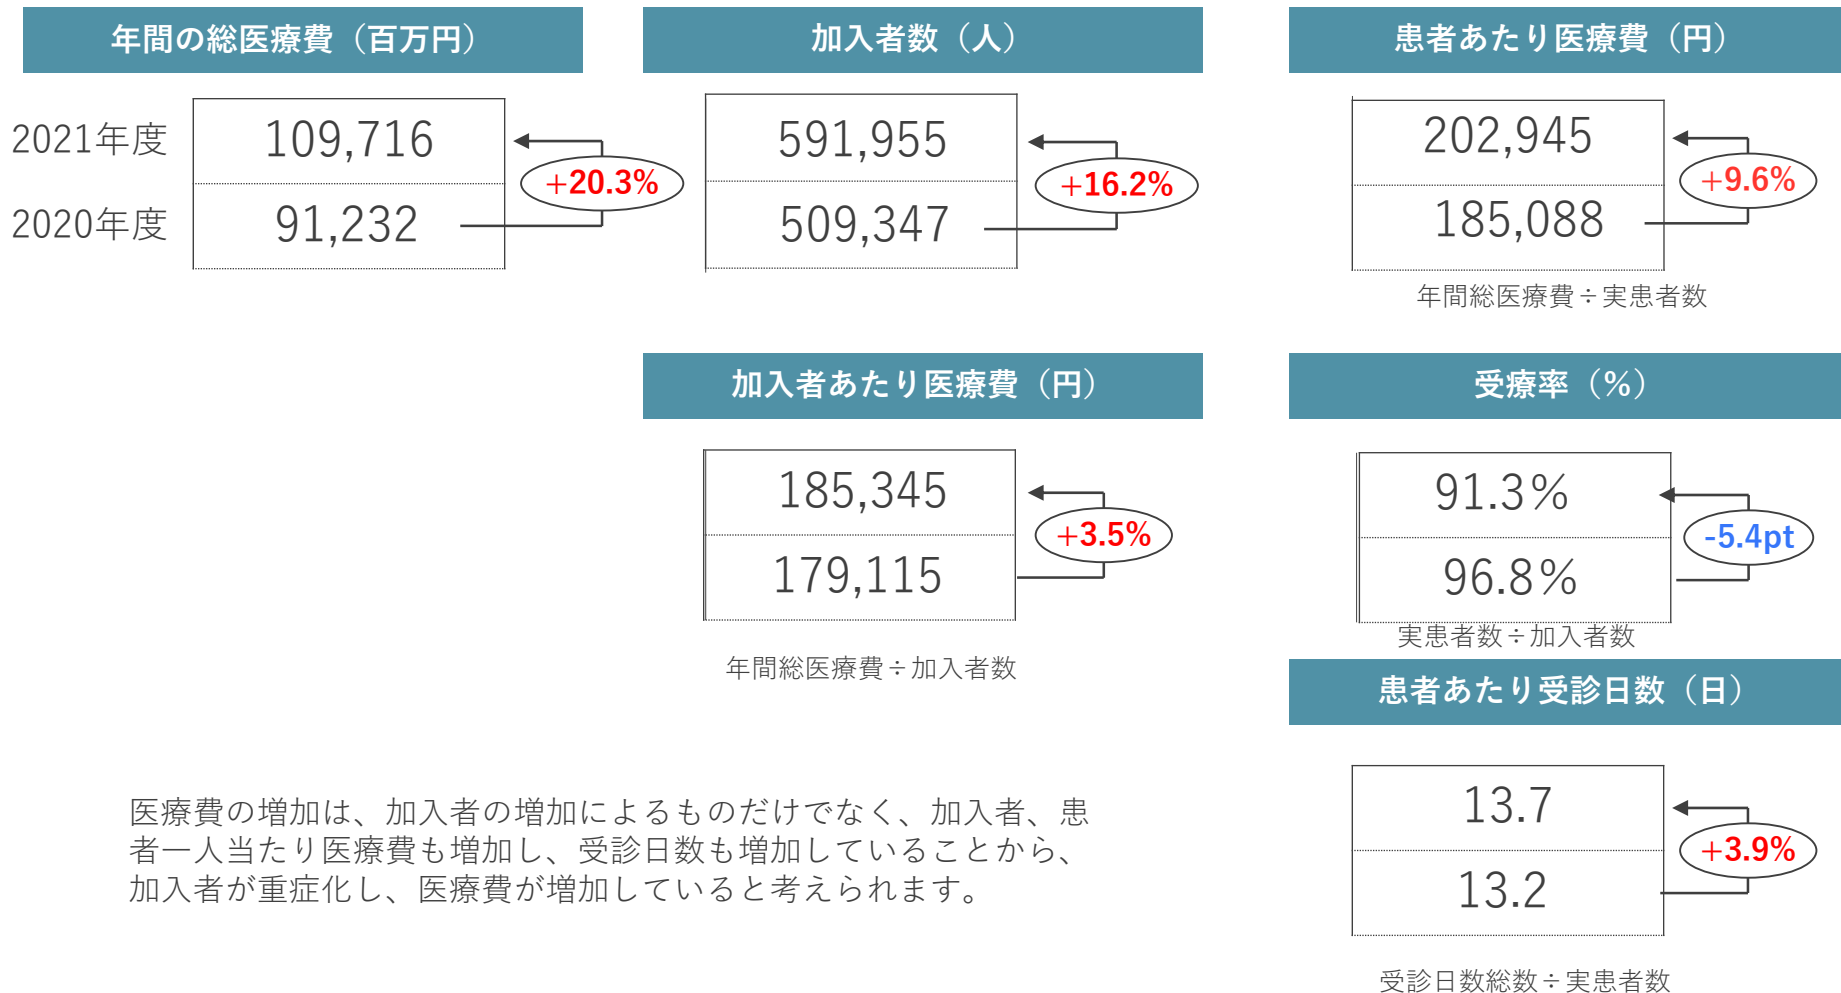 年間の総医療費（百万円）
加入者数（人）
患者あたり医療費（円）
2021年度
109,716
+20.3%
2020年度
91,232
591,955
+16.2%
509,347
202,945
+9.6%
185,088
年間総医療費÷実患者数
加入者あたり医療費（円）
受療率（%）
185,345
+3.5%
179,115
年間総医療費÷加入者数
91.3%
-5.4pt
96.8%
実患者数÷加入者数
患者あたり受診日数（日）
13.7
+3.9%
13.2
受診日数総数÷実患者数
医療費の増加は、加入者の増加によるものだけでなく、加入者、患
者一人当たり医療費も増加し、受診日数も増加していることから、
加入者が重症化し、医療費が増加していると考えられます。